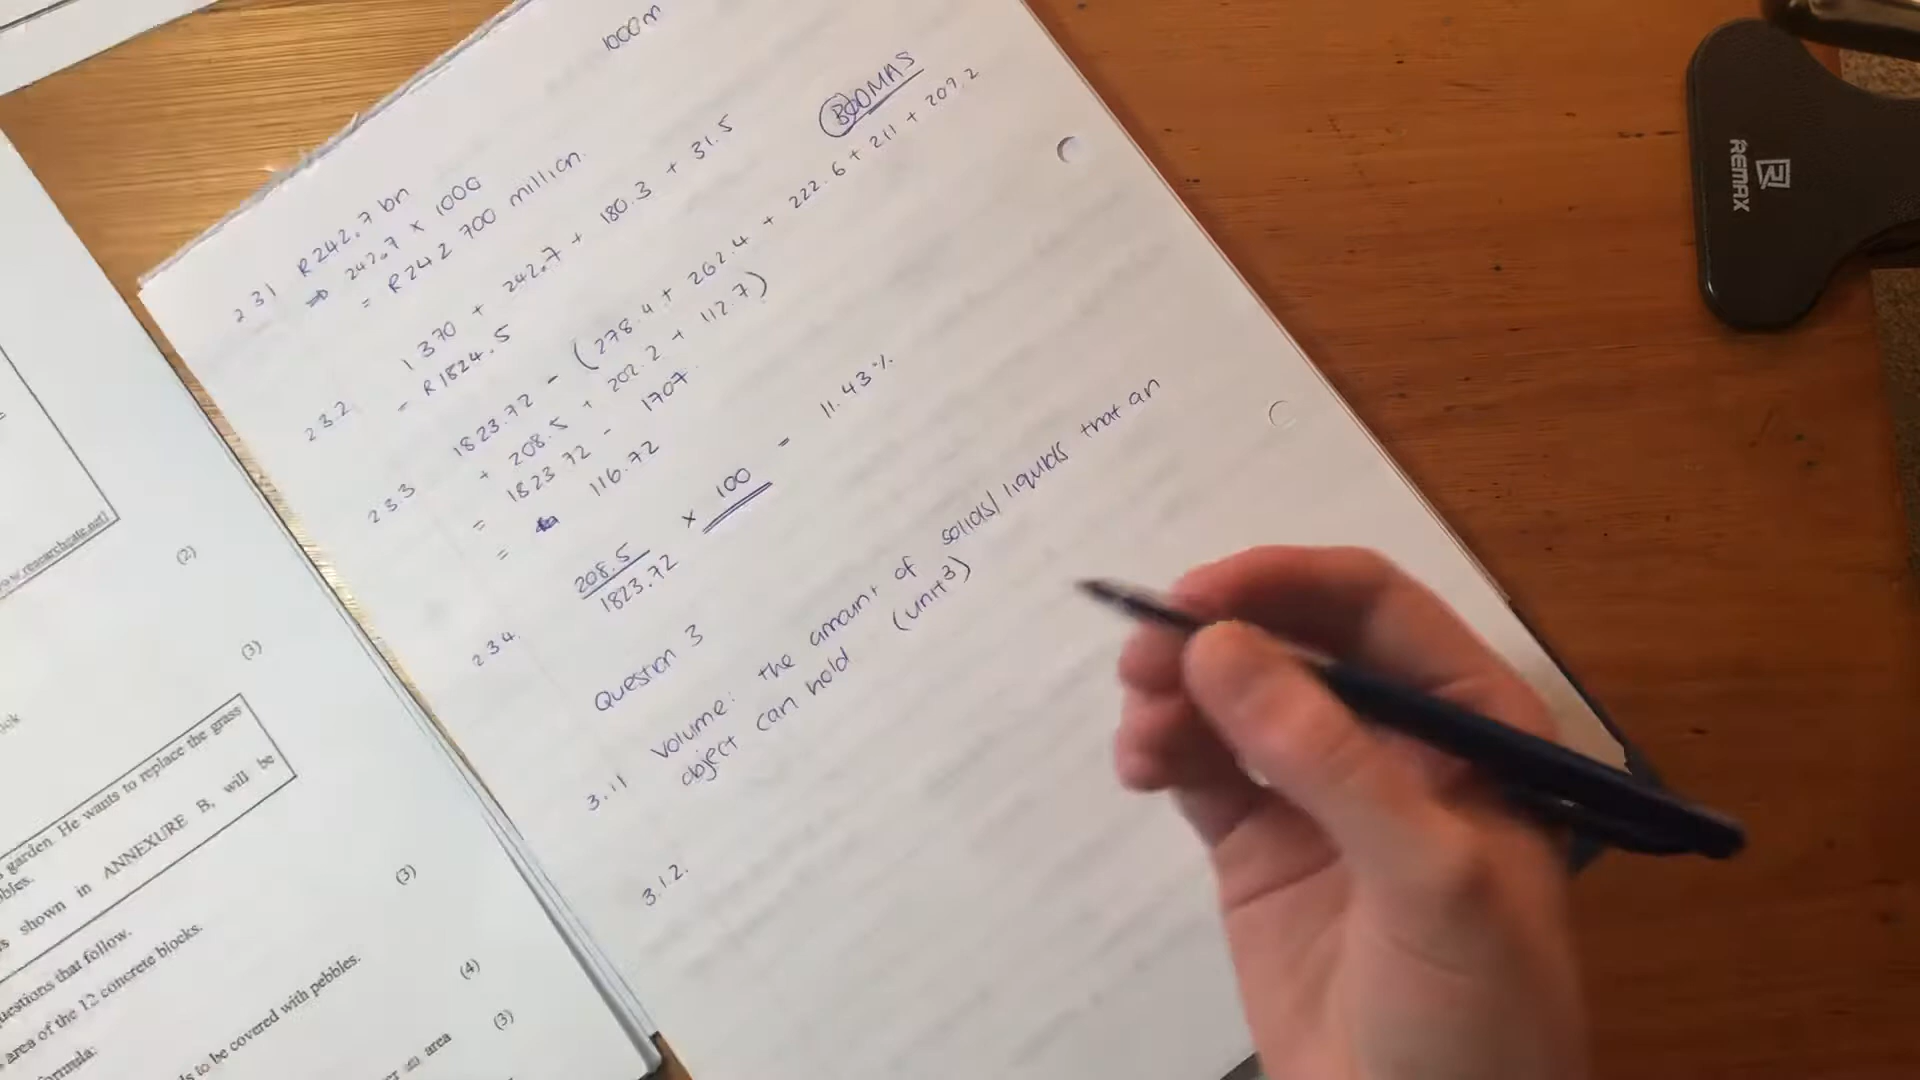 1000m
BODMAS
2.3.1 R242.7 bn
⇒ 242.7 × 1000
= R242 700 million.
2.3.2 1 370 + 242.7 + 180.3 + 31.5
= R1824.5
2.3.3 1823.72 - (278.4 + 262.4 + 222.6 + 211 + 209.2
+ 208.5 + 202.2 + 112.7)
= 1823.72 - 1707
= 116.72
2.3.4. 208.5
1823.72
× 100 = 11.43%
Question 3
3.1.1 Volume: the amount of solids/liquids that an
object can hold (unit³)
3.1.2.
(2)
(3)
garden. He wants to replace the grass
shown in ANNEXURE B, will be
(3)
questions that follow.
area of the 12 concrete blocks.
(4)
formula:
to be covered with pebbles.
(3)
area
REMAX